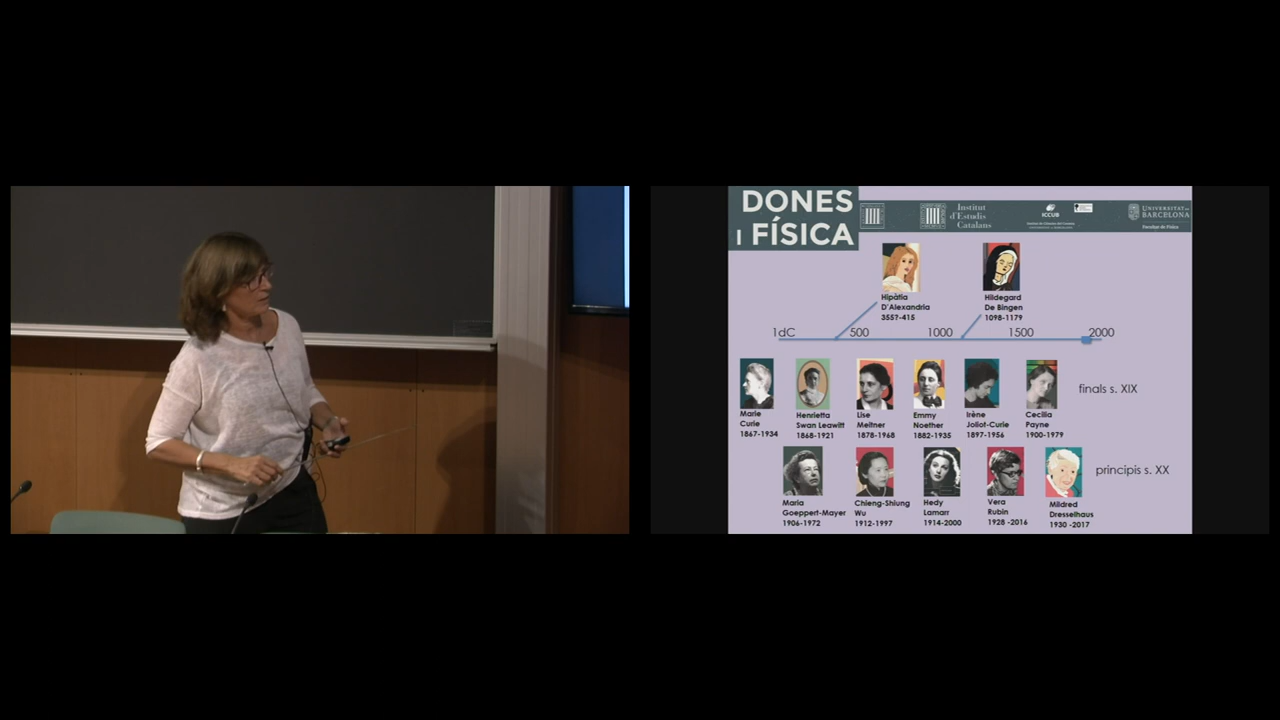 DONES
I FÍSICA
Institut
d'Estudis
Catalans
ICCUB
UNIVERSITAT DE
BARCELONA
Facultat de Física
Hipàtia
D'Alexandria
355?-415
Hildegard
De Bingen
1098-1179
1dC
500
1000
1500
2000
Marie
Curie
1867-1934
Henrietta
Swan Leawitt
1868-1921
Lise
Meitner
1878-1968
Emmy
Noether
1882-1935
Irène
Joliot-Curie
1897-1956
Cecilia
Payne
1900-1979
finals s. XIX
Maria
Goeppert-Mayer
1906-1972
Chieng-Shiung
Wu
1912-1997
Hedy
Lamarr
1914-2000
Vera
Rubin
1928 -2016
Mildred
Dresselhaus
1930 -2017
principis s. XX